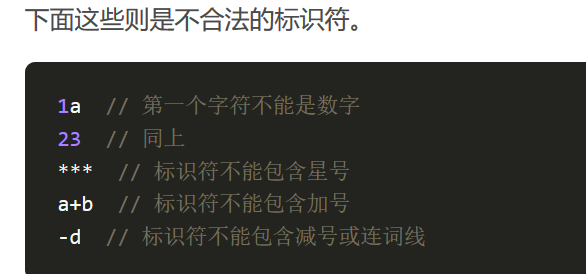 下面这些则是不合法的标识符。
1a  // 第一个字符不能是数字
23  // 同上
***  // 标识符不能包含星号
a+b  // 标识符不能包含加号
-d  // 标识符不能包含减号或连词线